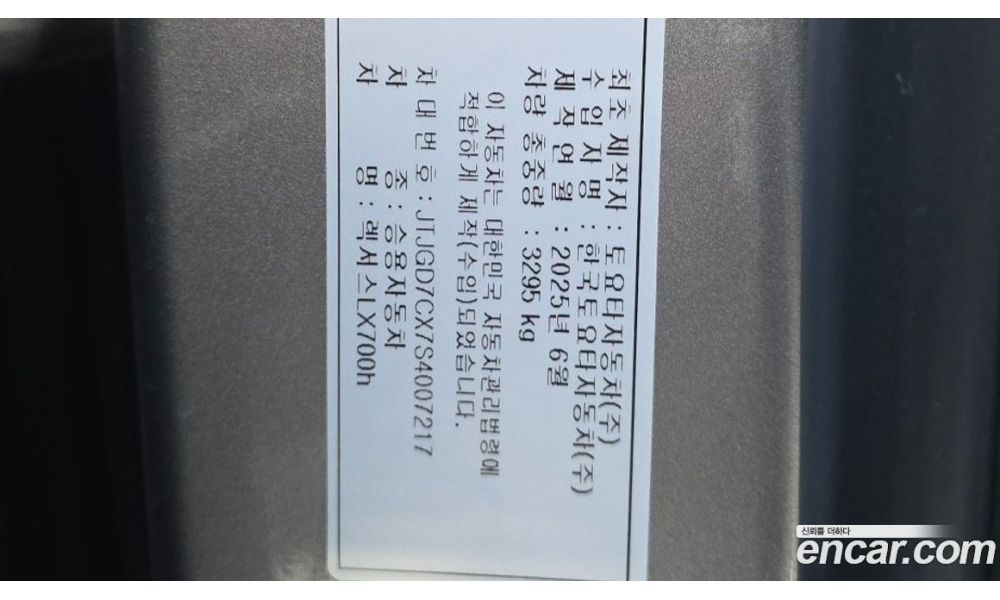 최초 제작자 : 토요타자동차(주)
수 입 자 명 : 한국토요타자동차(주)
제 작 연 월 : 2025년 6월
차량 총중량 : 3295 kg
이 자동차는 대한민국 자동차관리법령에
적합하게 제작(수입)되었습니다.
차 대 번 호 : JTJGD7CX7S4007217
차 종 : 승용자동차
차 명 : 렉서스LX700h
신뢰를 더하다
encar.com